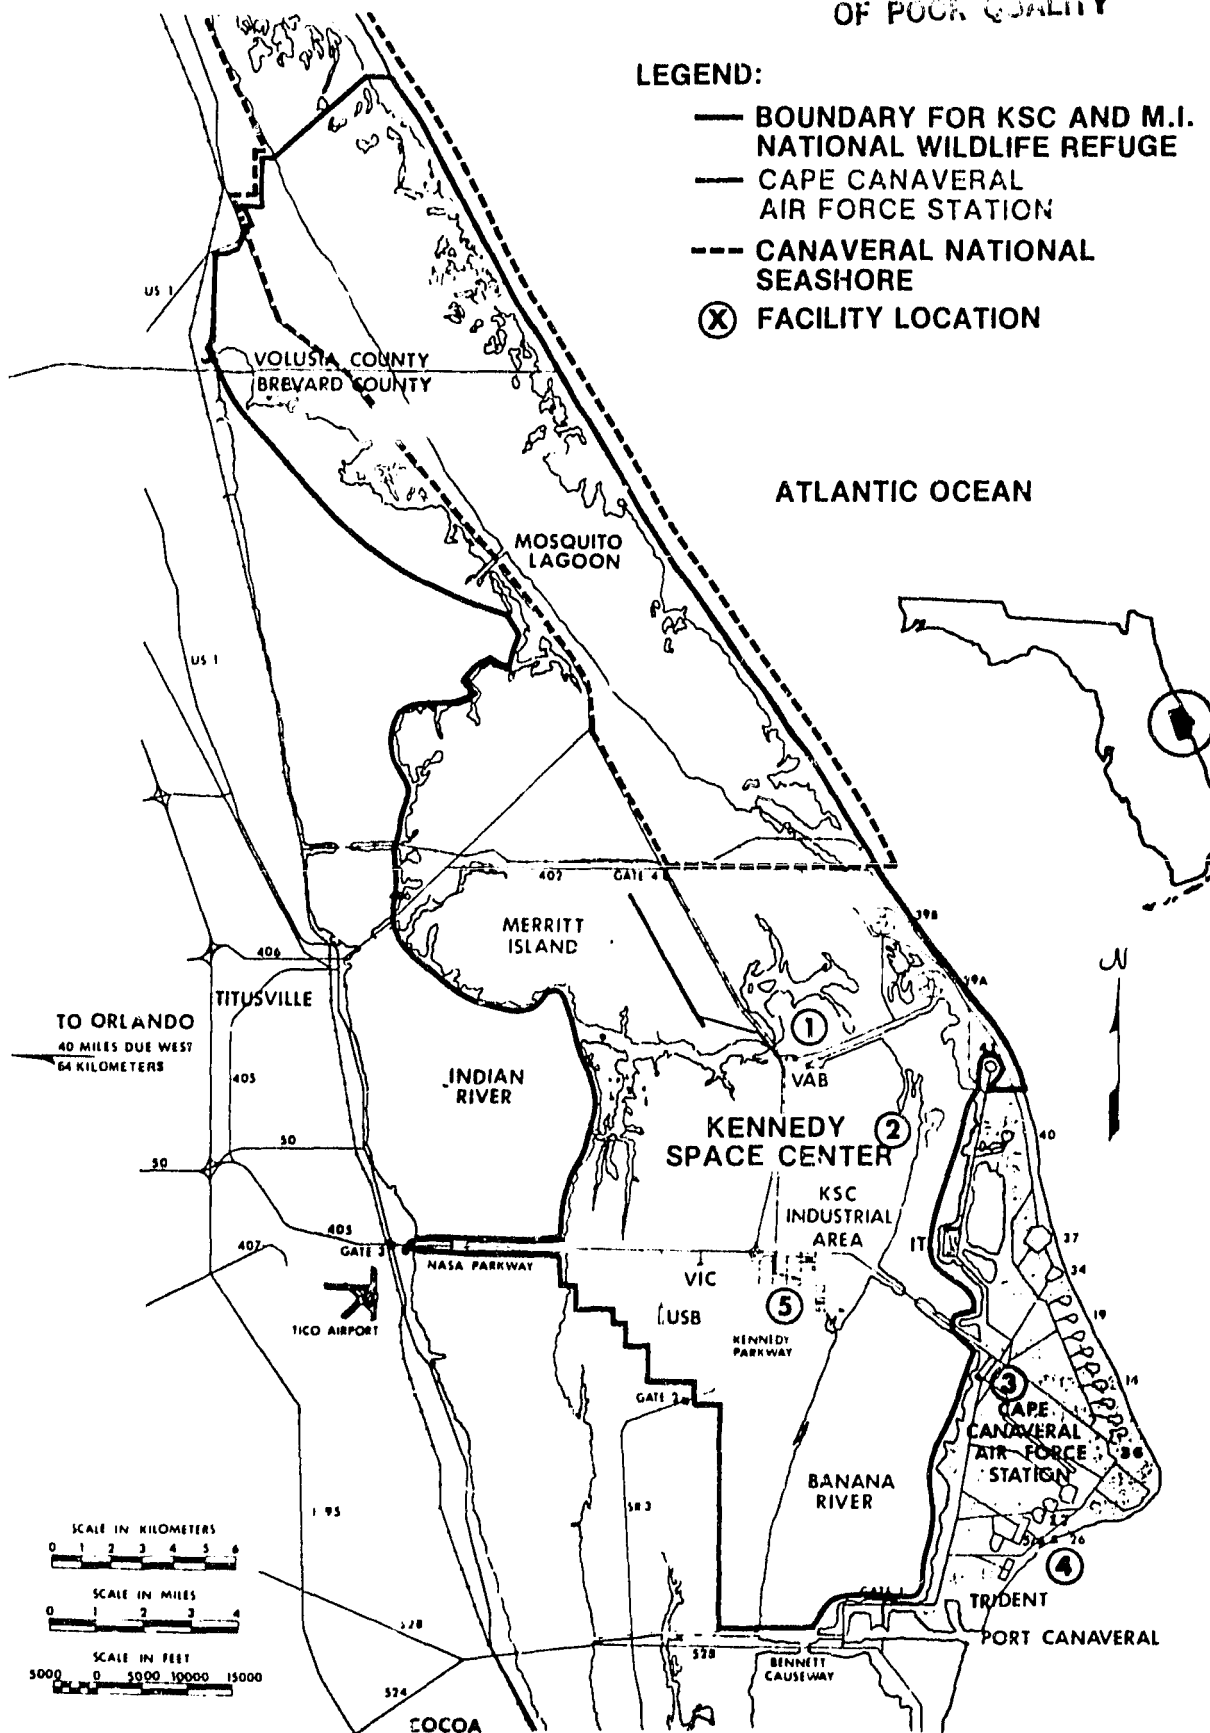 OF POOR QUALITY
LEGEND:
BOUNDARY FOR KSC AND M.I.
NATIONAL WILDLIFE REFUGE
CAPE CANAVERAL
AIR FORCE STATION
CANAVERAL NATIONAL
SEASHORE
X FACILITY LOCATION
US 1
VOLUSIA COUNTY
BREVARD COUNTY
ATLANTIC OCEAN
MOSQUITO
LAGOON
US 1
402
GATE 4
MERRITT
ISLAND
39B
39A
N
406
TITUSVILLE
TO ORLANDO
40 MILES DUE WEST
64 KILOMETERS
405
INDIAN
RIVER
1
VAB
KENNEDY
SPACE CENTER
2
40
50
50
KSC
INDUSTRIAL
AREA
405
407
GATE 3
NASA PARKWAY
VIC
37
34
TICO AIRPORT
USB
5
KENNEDY
PARKWAY
19
GATE 2
3
14
CAPE
CANAVERAL
AIR FORCE
STATION
36
BANANA
RIVER
I 95
SR 3
SCALE IN KILOMETERS
0 1 2 3 4 5 6
26
4
SCALE IN MILES
0 1 2 3 4
GATE 1
TRIDENT
PORT CANAVERAL
528
528
BENNETT
CAUSEWAY
SCALE IN FEET
5000 0 5000 10000 15000
524
COCOA